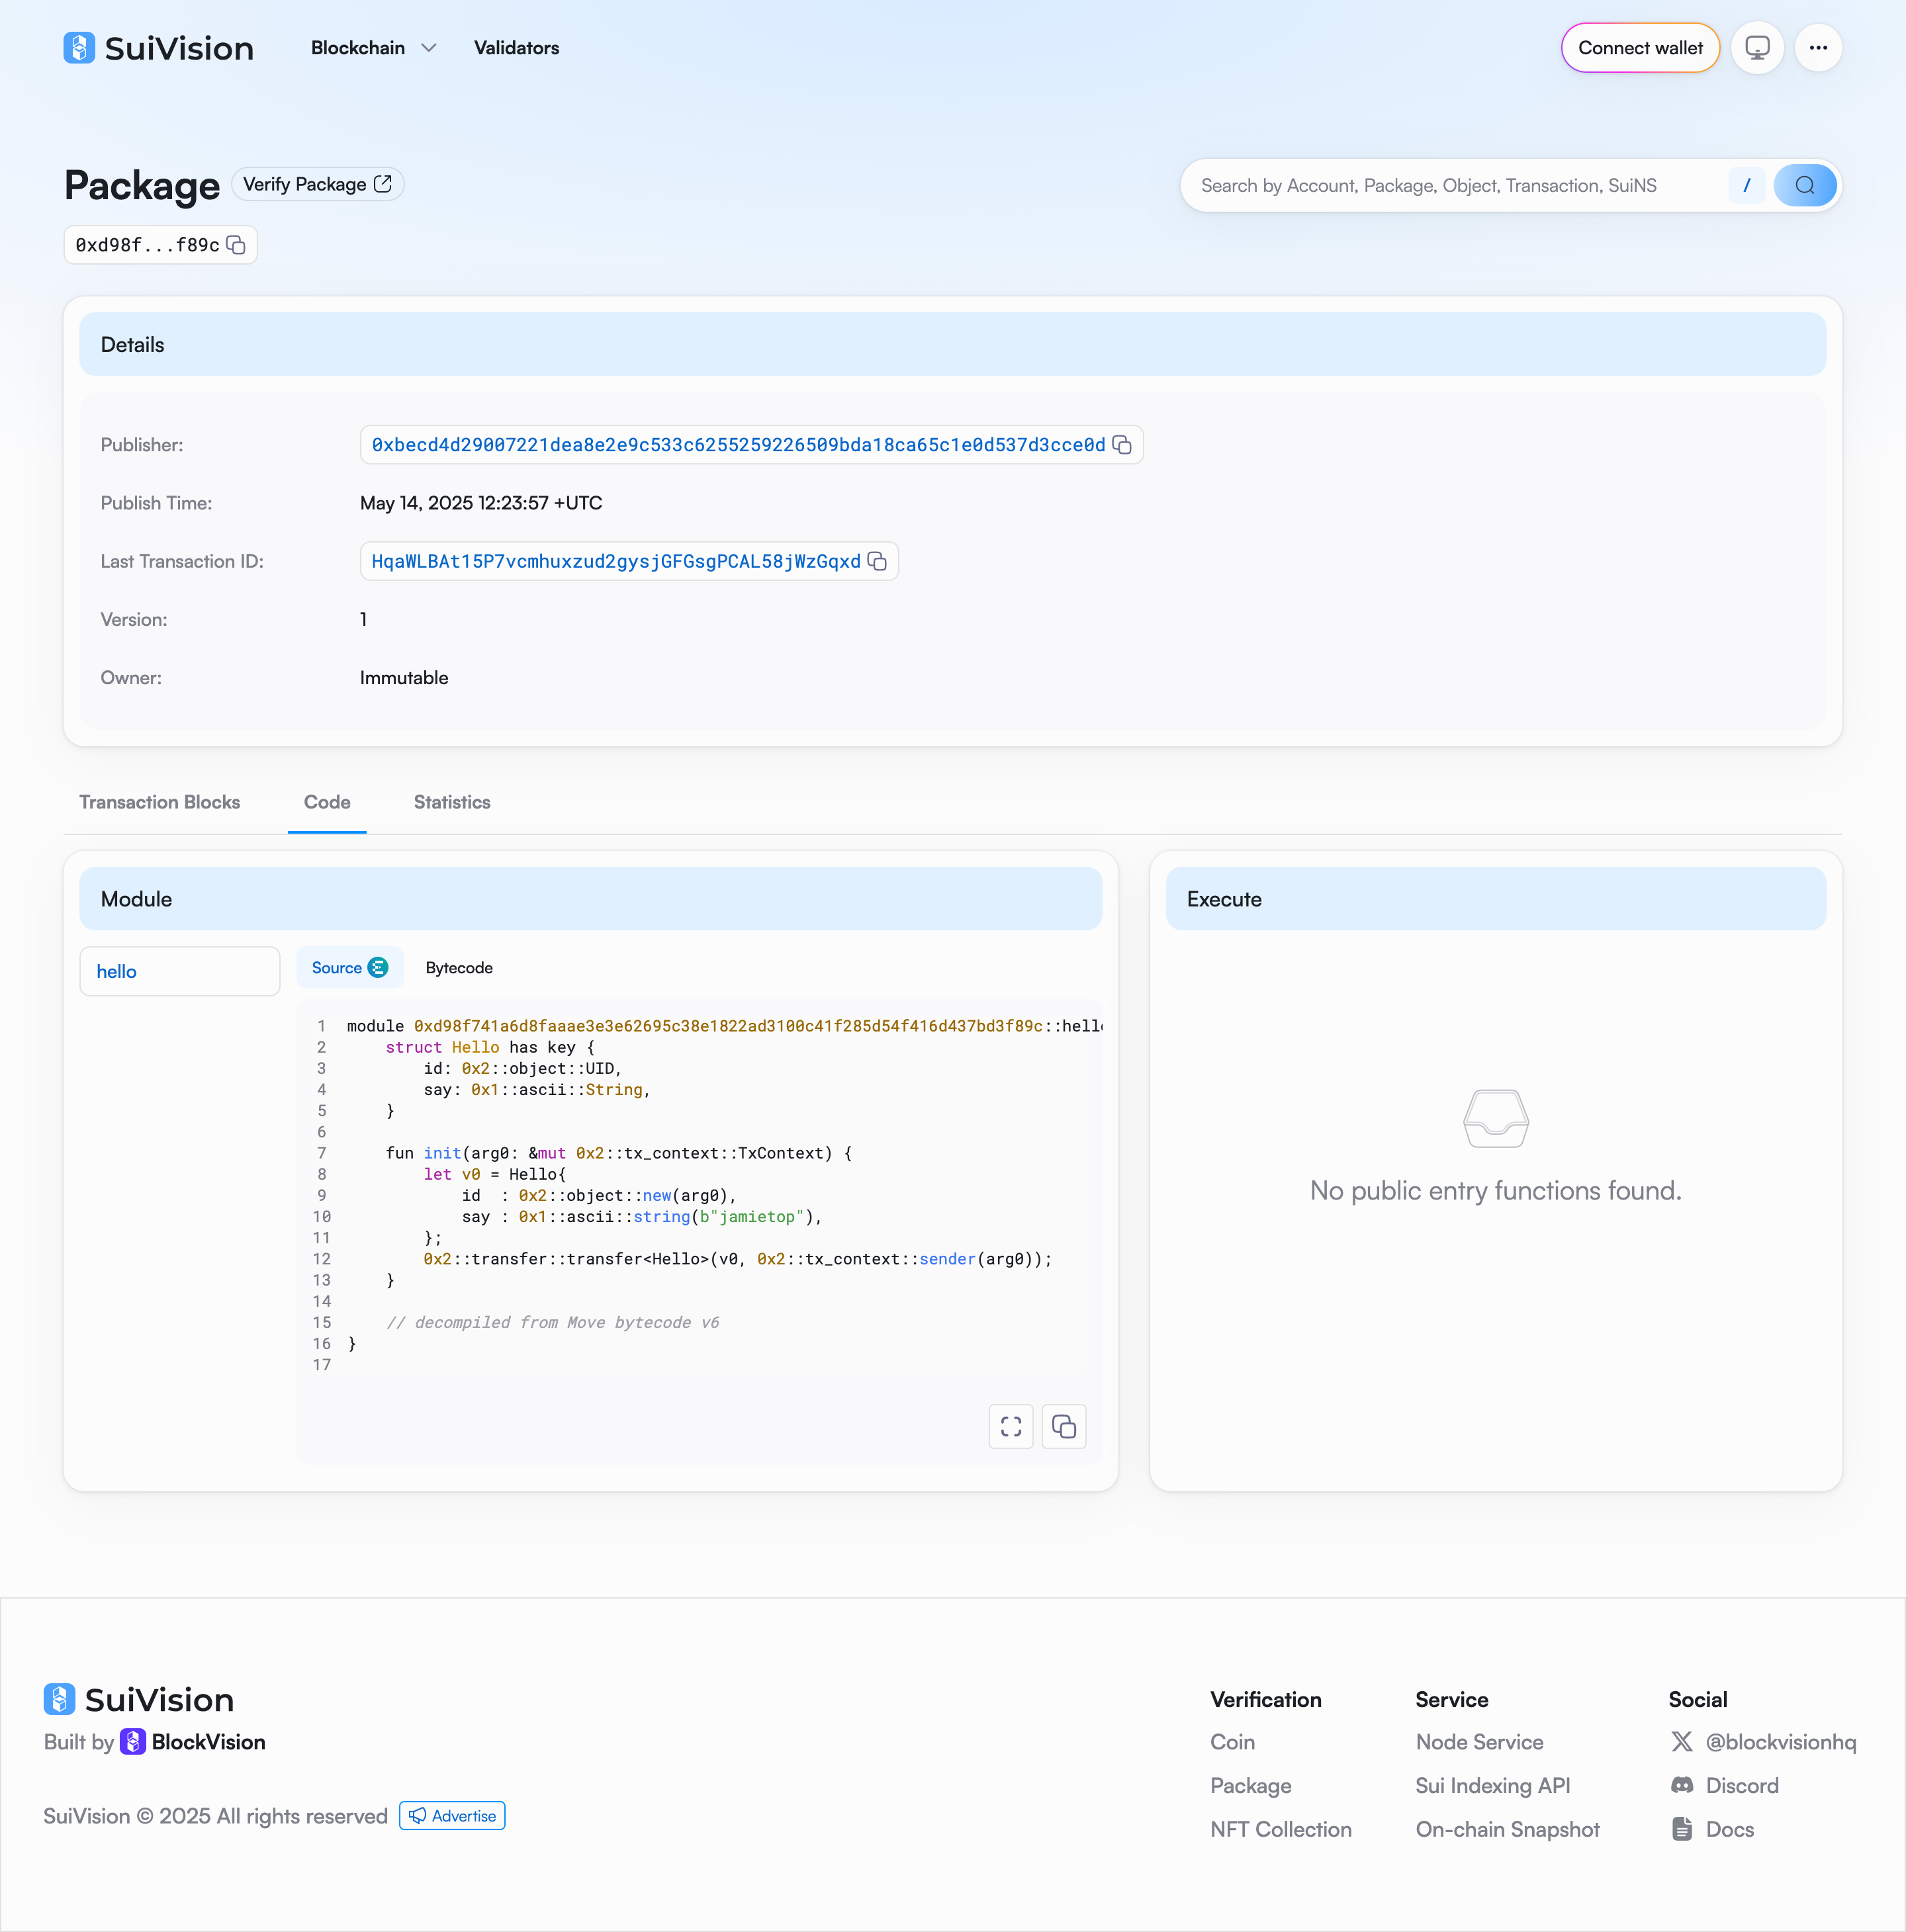 SuiVision
Blockchain
Validators
Connect wallet
Package
Verify Package
Search by Account, Package, Object, Transaction, SuiNS
/
0xd98f...f89c
Details
Publisher:
0xbecd4d29007221dea8e2e9c533c6255259226509bda18ca65c1e0d537d3cce0d
Publish Time:
May 14, 2025 12:23:57 +UTC
Last Transaction ID:
HqaWLBAt15P7vcmhuxzud2gysjGFGsgPCAL58jWzGqxd
Version:
1
Owner:
Immutable
Transaction Blocks
Code
Statistics
Module
hello
Source
Bytecode
1 module 0xd98f741a6d8faaae3e3e62695c38e1822ad3100c41f285d54f416d437bd3f89c::hello
2     struct Hello has key {
3         id: 0x2::object::UID,
4         say: 0x1::ascii::String,
5     }
6
7     fun init(arg0: &mut 0x2::tx_context::TxContext) {
8         let v0 = Hello{
9             id  : 0x2::object::new(arg0),
10             say : 0x1::ascii::string(b"jamietop"),
11         };
12         0x2::transfer::transfer<Hello>(v0, 0x2::tx_context::sender(arg0));
13     }
14
15     // decompiled from Move bytecode v6
16 }
17
Execute
No public entry functions found.
SuiVision
Built by BlockVision
SuiVision © 2025 All rights reserved
Advertise
Verification
Coin
Package
NFT Collection
Service
Node Service
Sui Indexing API
On-chain Snapshot
Social
@blockvisionhq
Discord
Docs